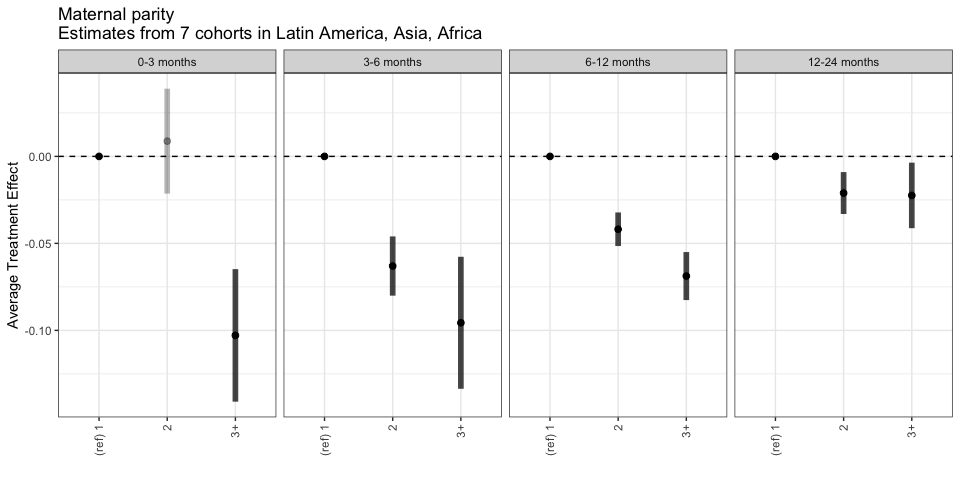 Maternal parity
Estimates from 7 cohorts in Latin America, Asia, Africa
0-3 months
3-6 months
6-12 months
12-24 months
Average Treatment Effect
0.00
-0.05
-0.10
(ref) 1
2
3+
(ref) 1
2
3+
(ref) 1
2
3+
(ref) 1
2
3+